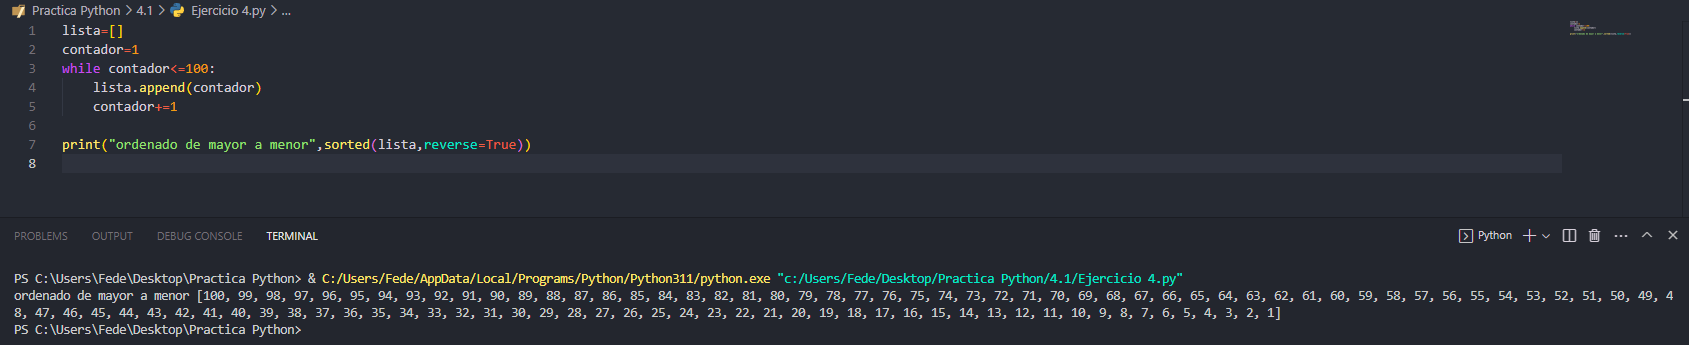 Practica Python > 4.1 > Ejercicio 4.py > ...
1 lista=[]
2 contador=1
3 while contador<=100:
4 lista.append(contador)
5 contador+=1
6
7 print("ordenado de mayor a menor",sorted(lista,reverse=True))
8
PROBLEMS OUTPUT DEBUG CONSOLE TERMINAL Python
PS C:\Users\Fede\Desktop\Practica Python> & C:/Users/Fede/AppData/Local/Programs/Python/Python311/python.exe "c:/Users/Fede/Desktop/Practica Python/4.1/Ejercicio 4.py"
ordenado de mayor a menor [100, 99, 98, 97, 96, 95, 94, 93, 92, 91, 90, 89, 88, 87, 86, 85, 84, 83, 82, 81, 80, 79, 78, 77, 76, 75, 74, 73, 72, 71, 70, 69, 68, 67, 66, 65, 64, 63, 62, 61, 60, 59, 58, 57, 56, 55, 54, 53, 52, 51, 50, 49, 4
8, 47, 46, 45, 44, 43, 42, 41, 40, 39, 38, 37, 36, 35, 34, 33, 32, 31, 30, 29, 28, 27, 26, 25, 24, 23, 22, 21, 20, 19, 18, 17, 16, 15, 14, 13, 12, 11, 10, 9, 8, 7, 6, 5, 4, 3, 2, 1]
PS C:\Users\Fede\Desktop\Practica Python>